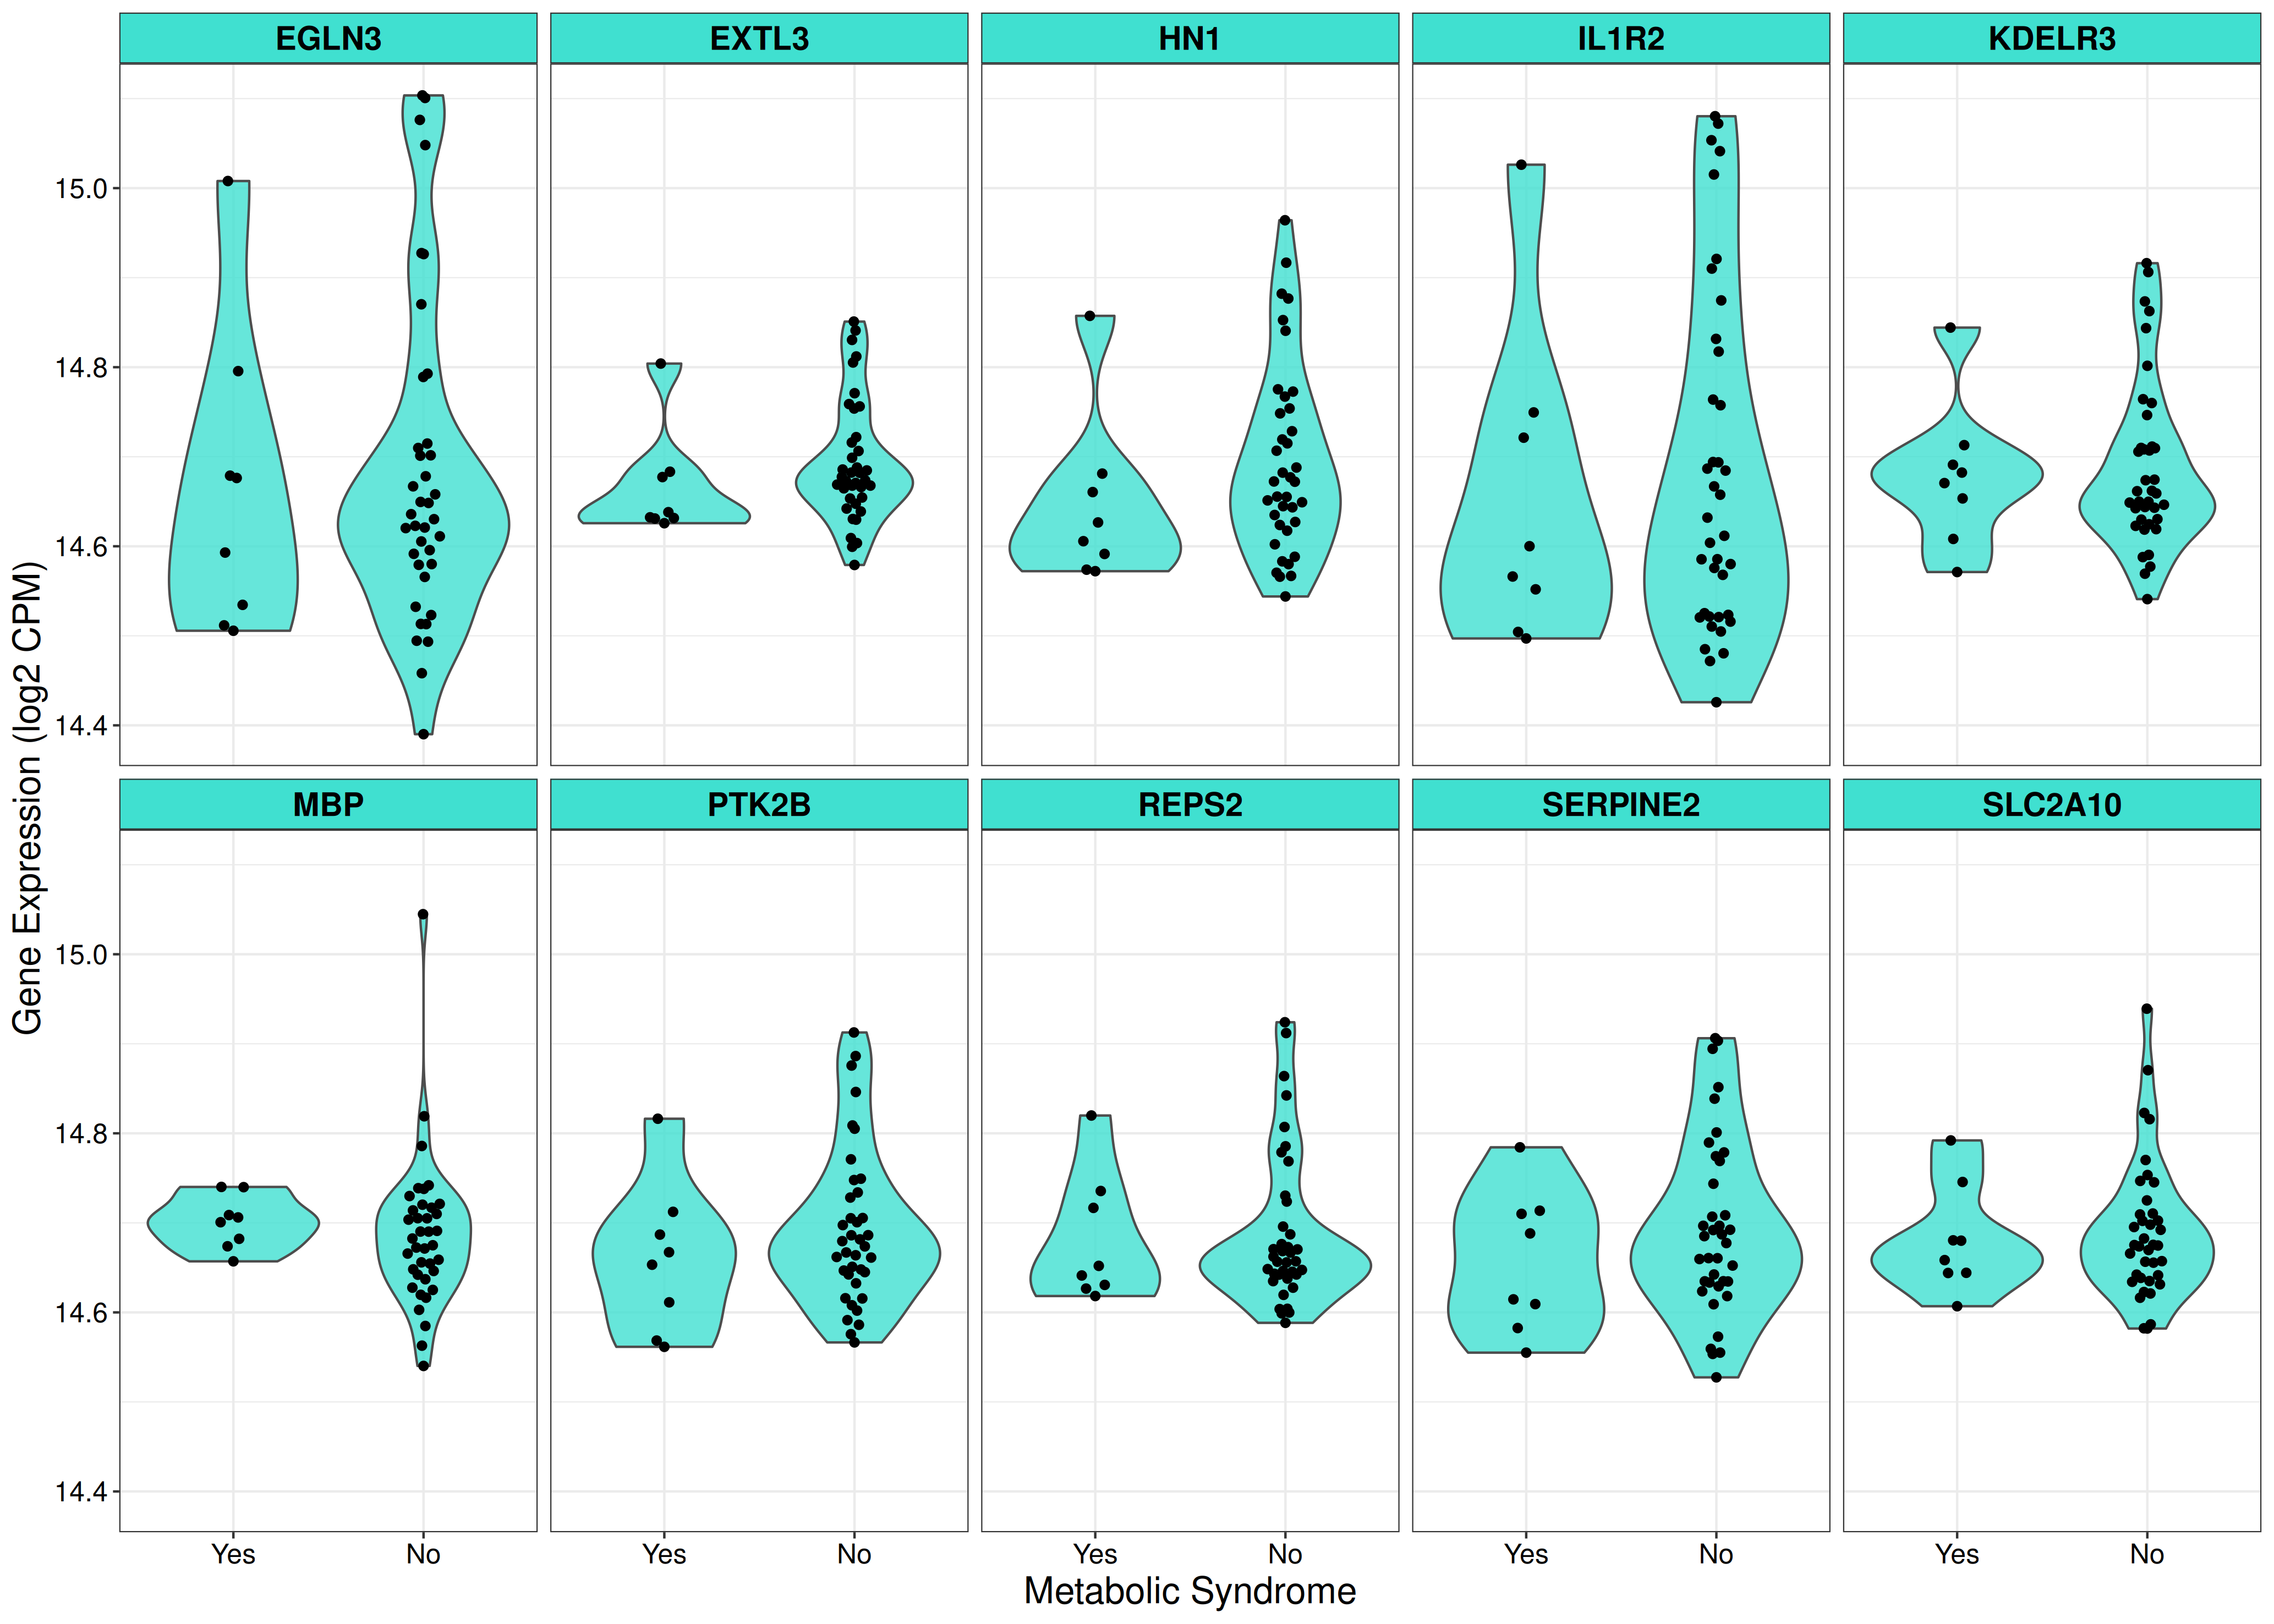 EGLN3 EXTL3 HN1 IL1R2 KDELR3
15.0
14.8
14.6
14.4
Gene Expression (log2 CPM)
MBP PTK2B REPS2 SERPINE2 SLC2A10
15.0
14.8
14.6
14.4
Yes No Yes No Yes No Yes No Yes No
Metabolic Syndrome